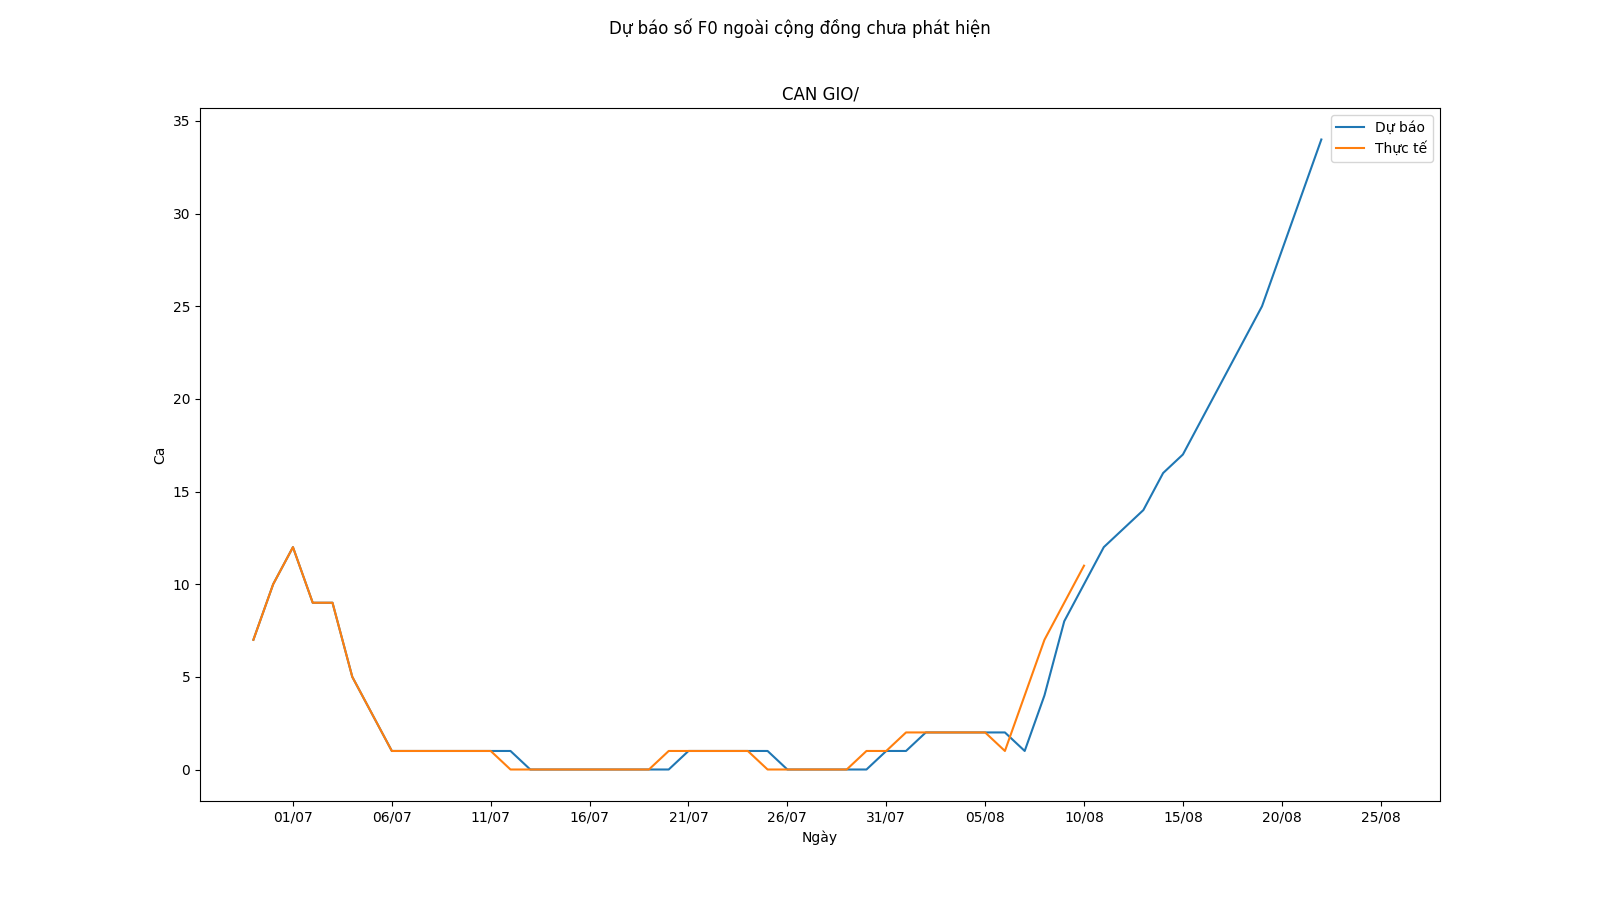 Dự báo số F0 ngoài cộng đồng chưa phát hiện
CAN GIO/
Dự báo
Thực tế
35
30
25
20
15
10
5
0
Ca
01/07 06/07 11/07 16/07 21/07 26/07 31/07 05/08 10/08 15/08 20/08 25/08
Ngày